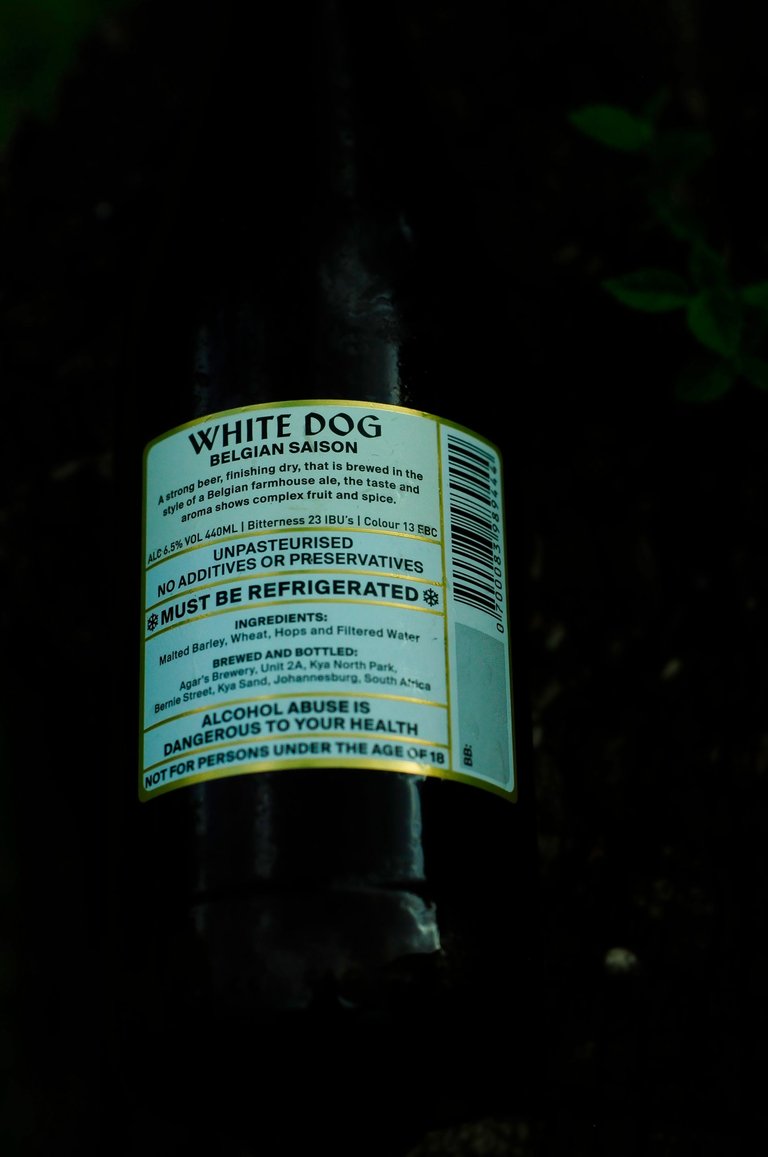 WHITE DOG
BELGIAN SAISON
A strong beer, finishing dry, that is brewed in the
style of a Belgian farmhouse ale, the taste and
aroma shows complex fruit and spice.
ALC 6.5% VOL 440ML | Bitterness 23 IBU's | Colour 13 EBC
UNPASTEURISED
NO ADDITIVES OR PRESERVATIVES
MUST BE REFRIGERATED
INGREDIENTS:
Malted Barley, Wheat, Hops and Filtered Water
BREWED AND BOTTLED:
Agar's Brewery, Unit 2A, Kya North Park,
Bernie Street, Kya Sand, Johannesburg, South Africa
ALCOHOL ABUSE IS
DANGEROUS TO YOUR HEALTH
NOT FOR PERSONS UNDER THE AGE OF 18
BB: